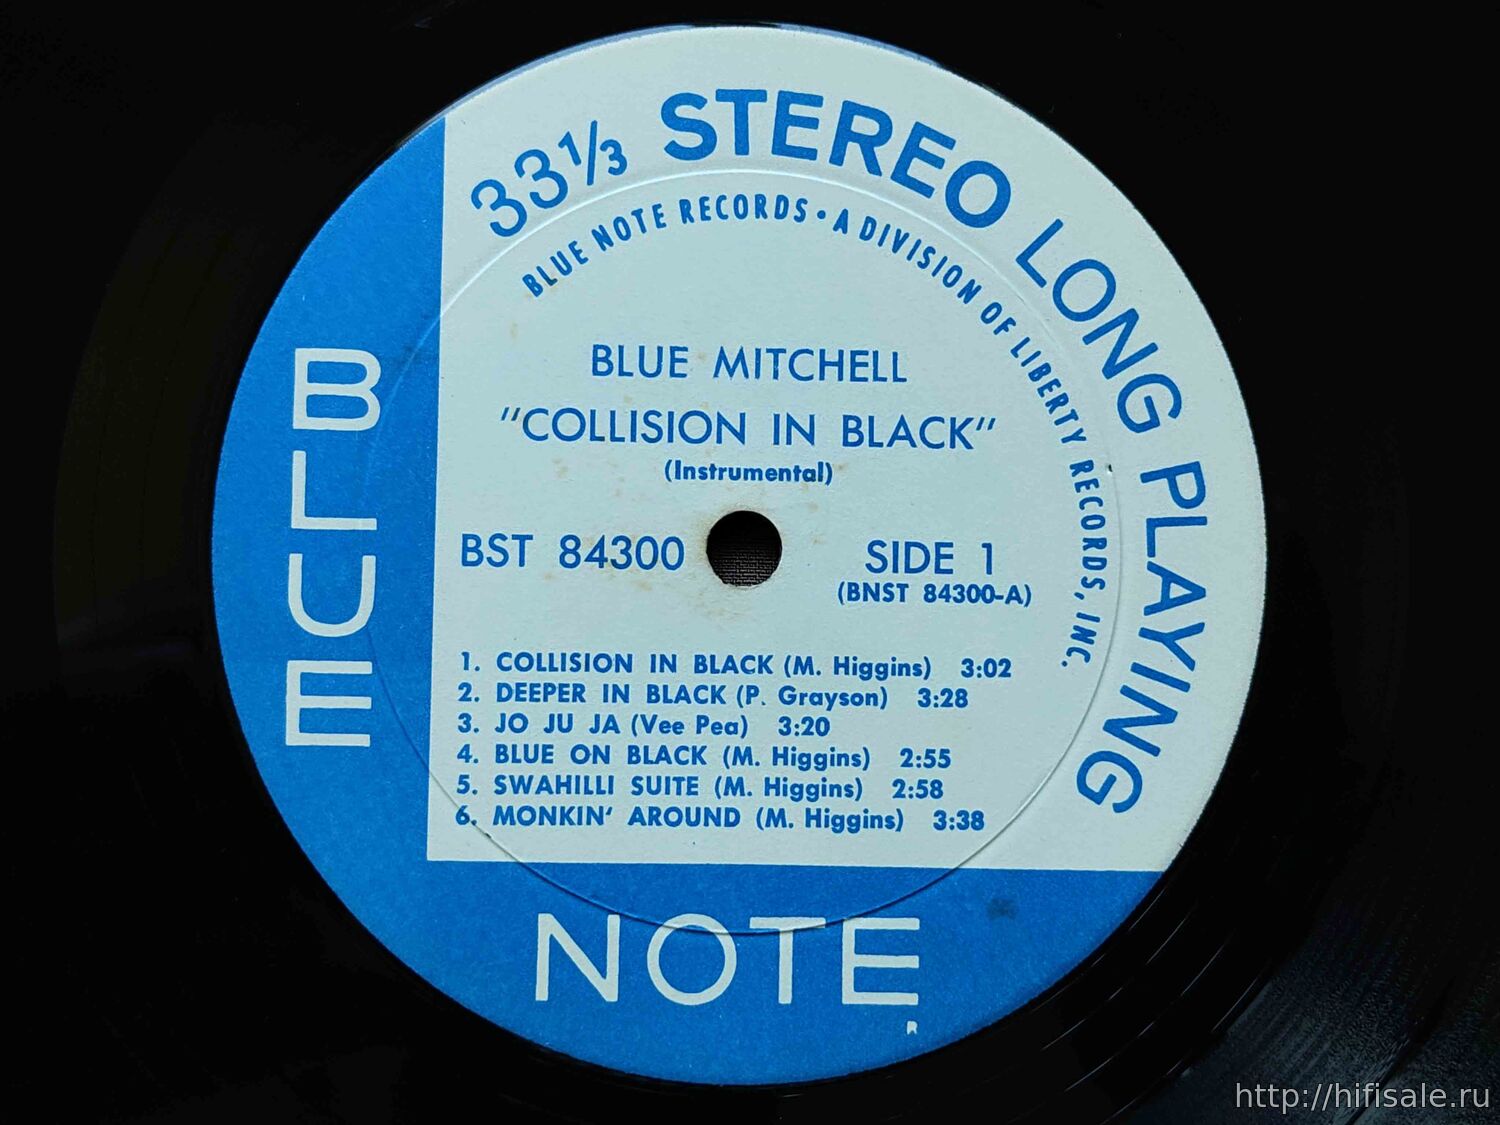 33⅓ STEREO LONG PLAYING
BLUE NOTE RECORDS • A DIVISION OF LIBERTY RECORDS, INC.
BLUE MITCHELL
"COLLISION IN BLACK"
(Instrumental)
BST 84300
SIDE 1
(BNST 84300-A)
1. COLLISION IN BLACK (M. Higgins) 3:02
2. DEEPER IN BLACK (P. Grayson) 3:28
3. JO JU JA (Vee Pea) 3:20
4. BLUE ON BLACK (M. Higgins) 2:55
5. SWAHILLI SUITE (M. Higgins) 2:58
6. MONKIN' AROUND (M. Higgins) 3:38
BLUE
NOTE
R
http://hifisale.ru